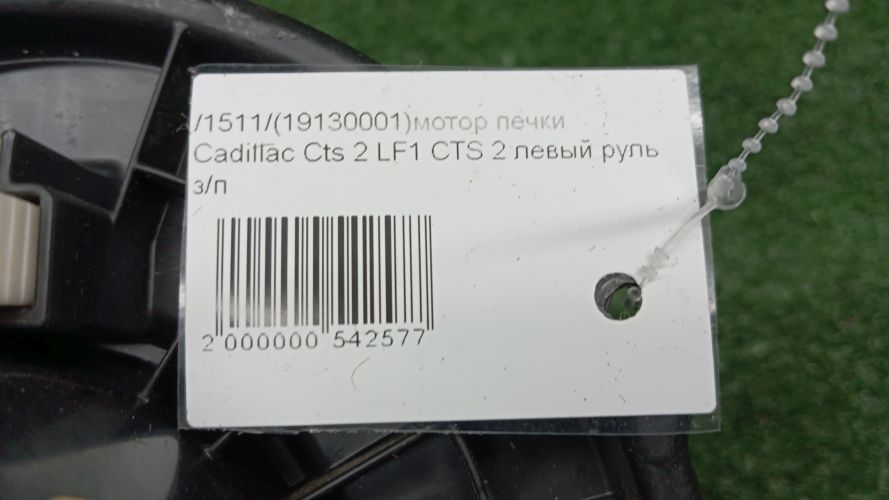 /1511/(19130001)мотор печки
Cadillac Cts 2 LF1 CTS 2 левый руль
з/п
2 000000 542577